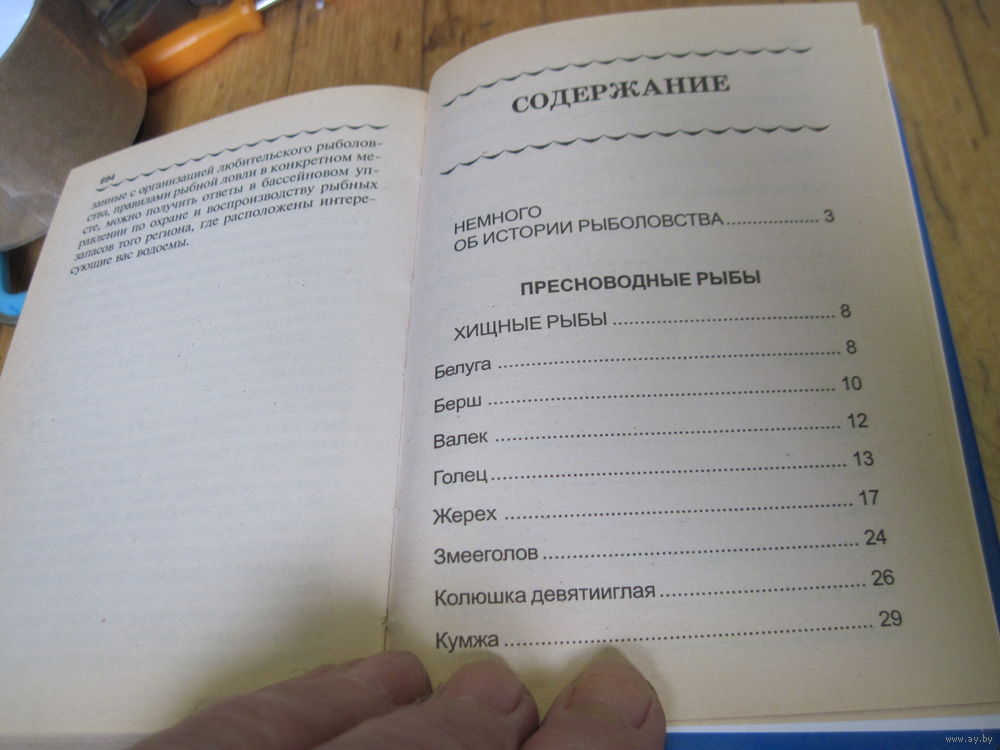 694
занные с организацией любительского рыболов-
ства, правилами рыбной ловли в конкретном ме-
сте, можно получить ответы в бассейновом уп-
равлении по охране и воспроизводству рыбных
запасов того региона, где расположены интере-
сующие вас водоемы.
СОДЕРЖАНИЕ
НЕМНОГО
ОБ ИСТОРИИ РЫБОЛОВСТВА.................. 3
ПРЕСНОВОДНЫЕ РЫБЫ
ХИЩНЫЕ РЫБЫ ......................................... 8
Белуга ............................................................... 8
Берш ................................................................ 10
Валек ............................................................... 12
Голец ................................................................ 13
Жерех .............................................................. 17
Змееголов ......................................................... 24
Колюшка девятииглая ..................................... 26
Кумжа ................................................................ 29
www.ay.by